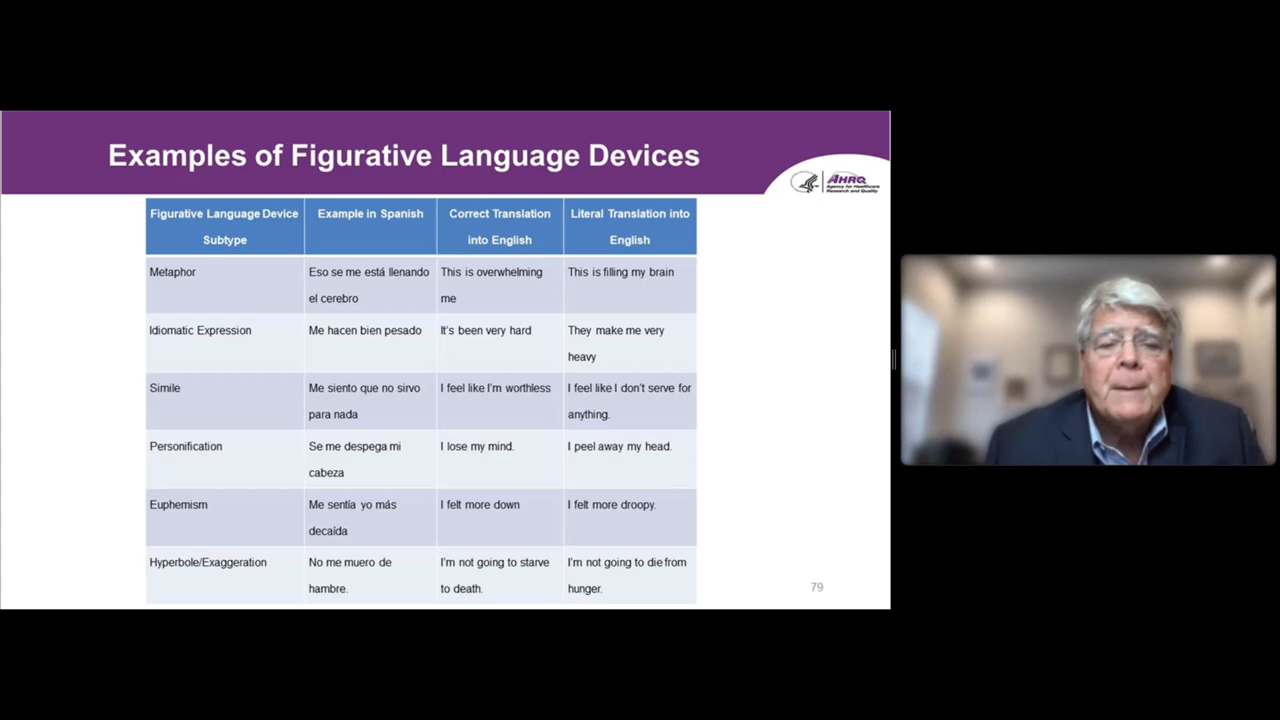 Examples of Figurative Language Devices
AHRQ
Agency for Healthcare
Research and Quality
Figurative Language Device
Subtype
Example in Spanish
Correct Translation
into English
Literal Translation into
English
Metaphor
Eso se me está llenando
el cerebro
This is overwhelming
me
This is filling my brain
Idiomatic Expression
Me hacen bien pesado
It's been very hard
They make me very
heavy
Simile
Me siento que no sirvo
para nada
I feel like I'm worthless
I feel like I don't serve for
anything.
Personification
Se me despega mi
cabeza
I lose my mind.
I peel away my head.
Euphemism
Me sentía yo más
decaída
I felt more down
I felt more droopy.
Hyperbole/Exaggeration
No me muero de
hambre.
I'm not going to starve
to death.
I'm not going to die from
hunger.
79